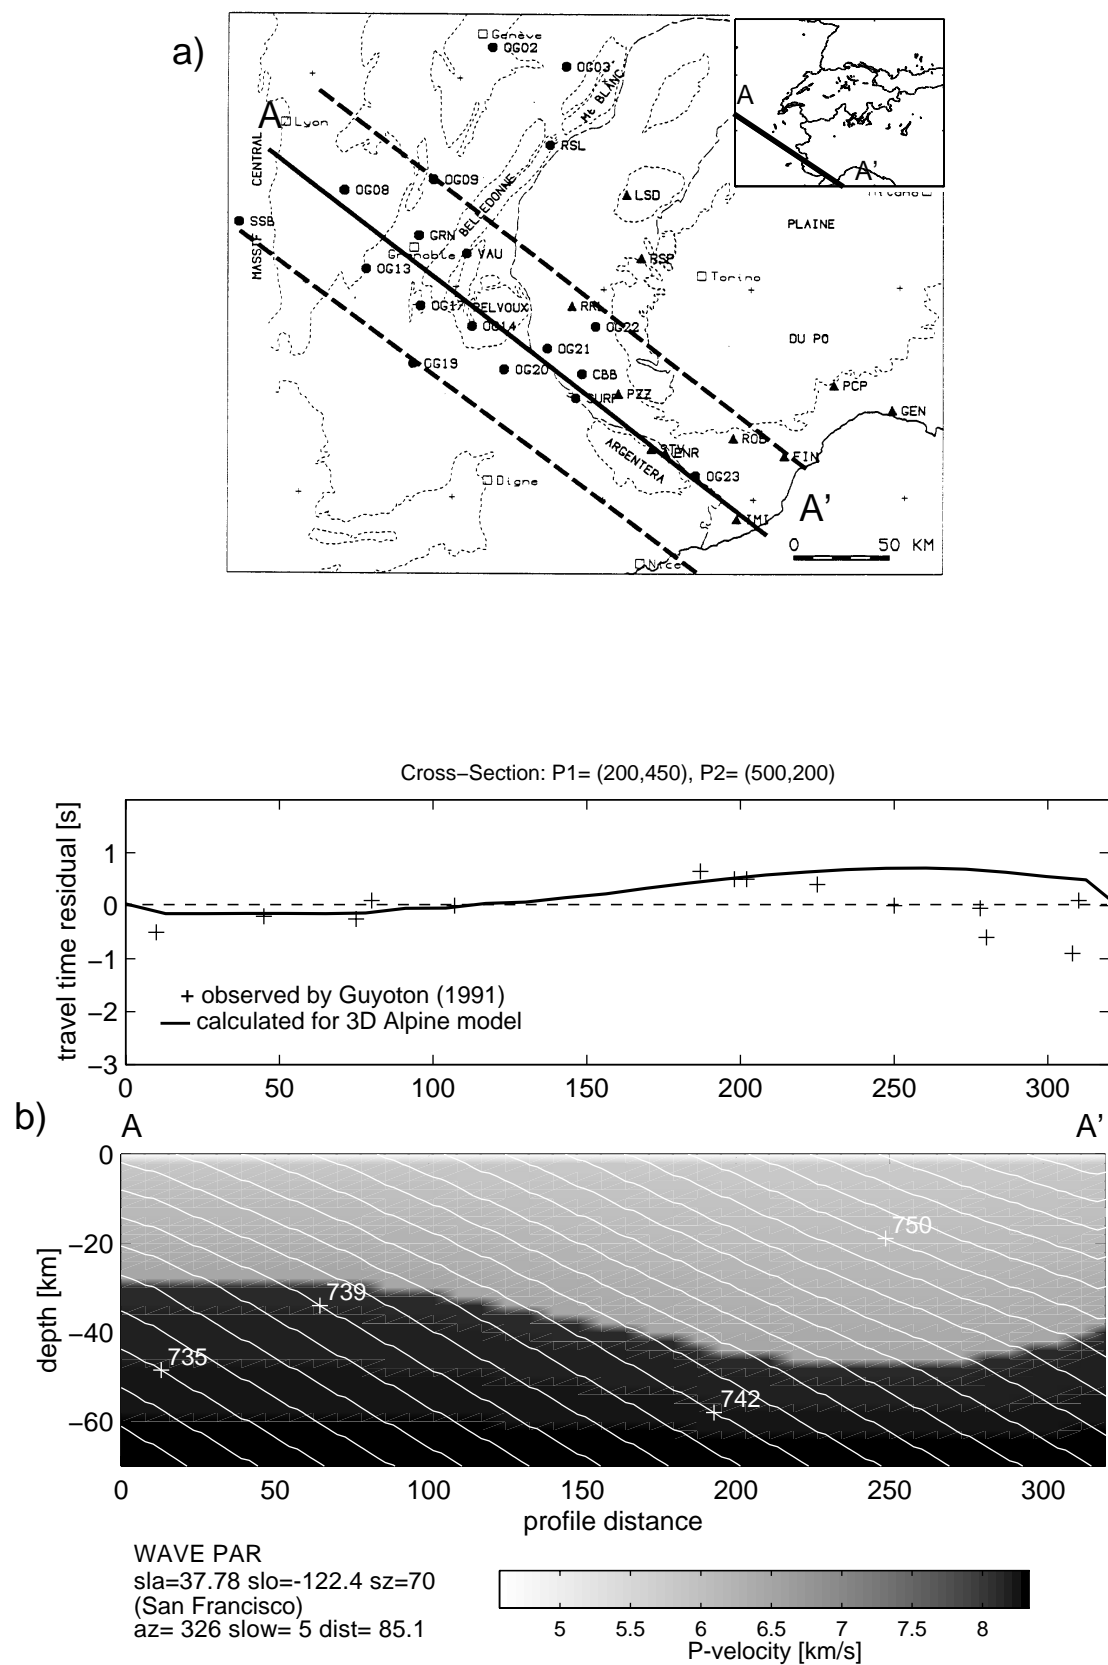 a)
Genève
OG02
OG03
Mt BLANC
A
Lyon
RSL
CENTRAL
OG08
OG09
BELLEDONNE
LSD
SSB
MASSIF
GRN
Grenoble
VAU
OG13
RSP
Torino
PLAINE
OG17
PELVOUX
OG14
RRL
OG22
DU PO
OG21
OG19
OG20
CBB
PCP
SURF
PZZ
GEN
ROB
FIN
ARGENTERA
STV
ENR
OG23
Digne
IMI
A'
Nice
0 50 KM
A
A'
Cross-Section: P1= (200,450), P2= (500,200)
travel time residual [s]
1
0
-1
-2
-3
+ observed by Guyoton (1991)
calculated for 3D Alpine model
0 50 100 150 200 250 300
b)
A A'
depth [km]
0
-20
-40
-60
750
739
735
742
0 50 100 150 200 250 300
profile distance
WAVE PAR
sla=37.78 slo=-122.4 sz=70
(San Francisco)
az= 326 slow= 5 dist= 85.1
5 5.5 6 6.5 7 7.5 8
P-velocity [km/s]